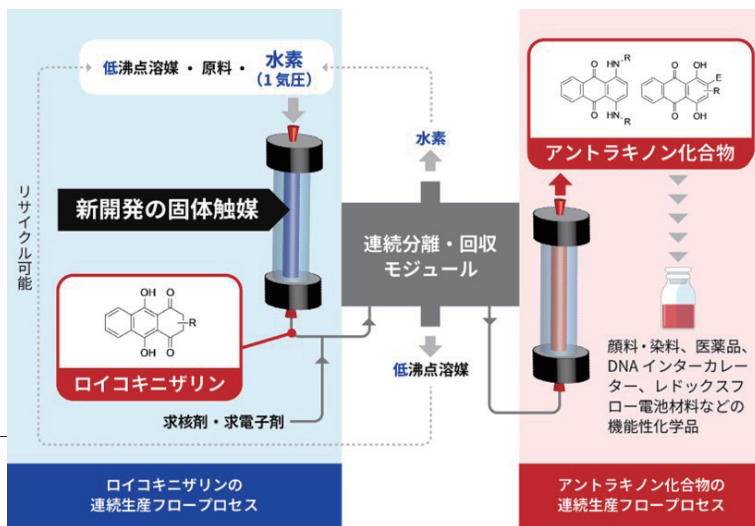 低沸点溶媒・原料・水素
(1気圧)
リサイクル可能
新開発の固体触媒
OH
O
R
OH
O
ロイコキニザリン
求核剤・求電子剤
ロイコキニザリンの
連続生産フロープロセス
水素
連続分離・回収
モジュール
低沸点溶媒
O
HN
R
O
HN
R
O
OH
E
R
O
OH
アントラキノン化合物
顔料・染料、医薬品、
DNAインターカレー
ター、レドックスフ
ロー電池材料などの
機能性化学品
アントラキノン化合物の
連続生産フロープロセス